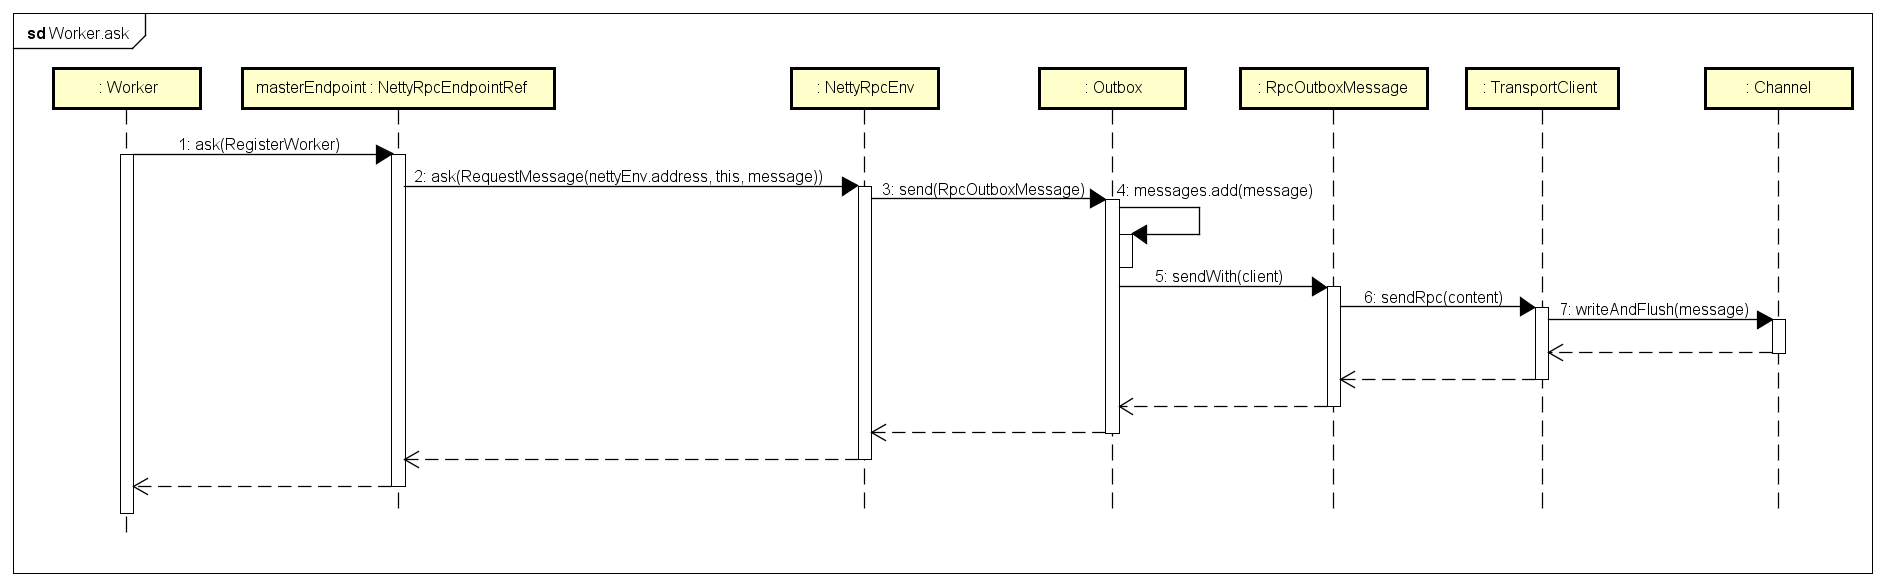 sd Worker.ask
: Worker
masterEndpoint : NettyRpcEndpointRef
: NettyRpcEnv
: Outbox
: RpcOutboxMessage
: TransportClient
: Channel
1: ask(RegisterWorker)
2: ask(RequestMessage(nettyEnv.address, this, message))
3: send(RpcOutboxMessage)
4: messages.add(message)
5: sendWith(client)
6: sendRpc(content)
7: writeAndFlush(message)